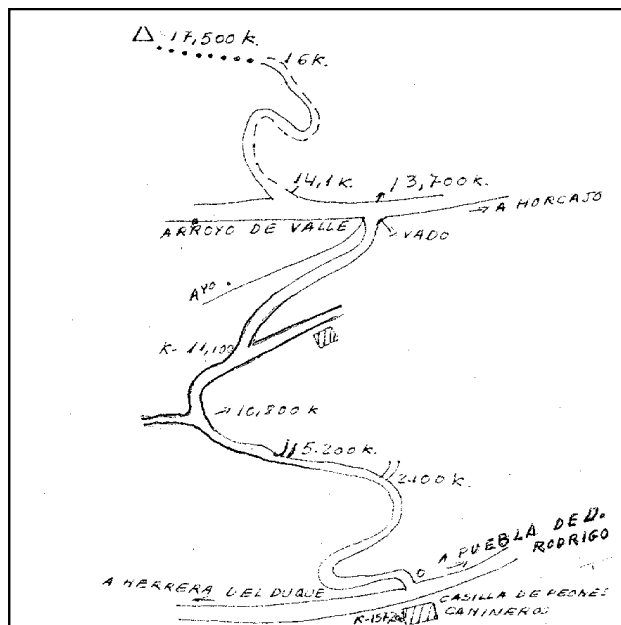 17,500 K.
16 K.
14,1 K.
13,700 K.
→ A HORCAJO
ARROYO DE VALLE
VADO
Ayo
K- 11,100
→ 10,800 K
5.200 K.
2.100 K.
A PUEBLA DE D.
RODRIGO
O
A HERRERA DEL DUQUE
CASILLA DE PEONES
CAMINEROS